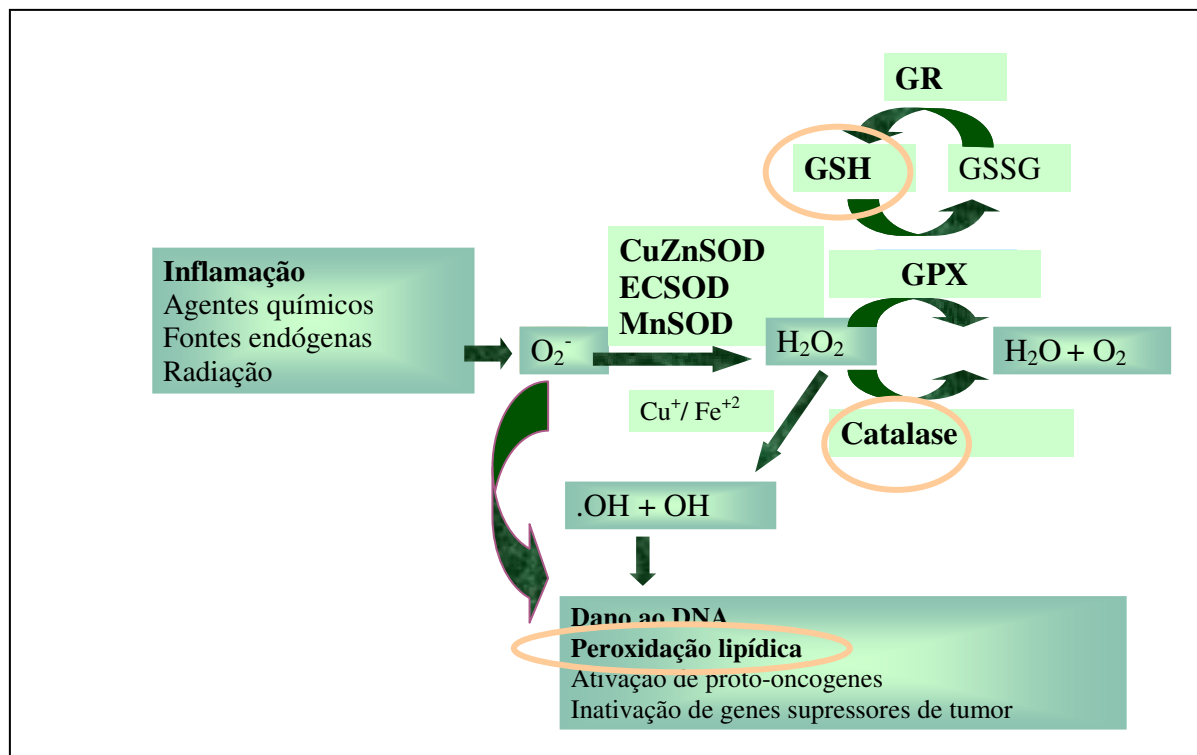 GR
GSH
GSSG
CuZnSOD
ECSOD
MnSOD
GPX
Inflamação
Agentes químicos
Fontes endógenas
Radiação
O₂⁻
H₂O₂
H₂O + O₂
Cu⁺/ Fe⁺²
Catalase
.OH + OH
Dano ao DNA
Peroxidação lipídica
Ativação de proto-oncogenes
Inativação de genes supressores de tumor